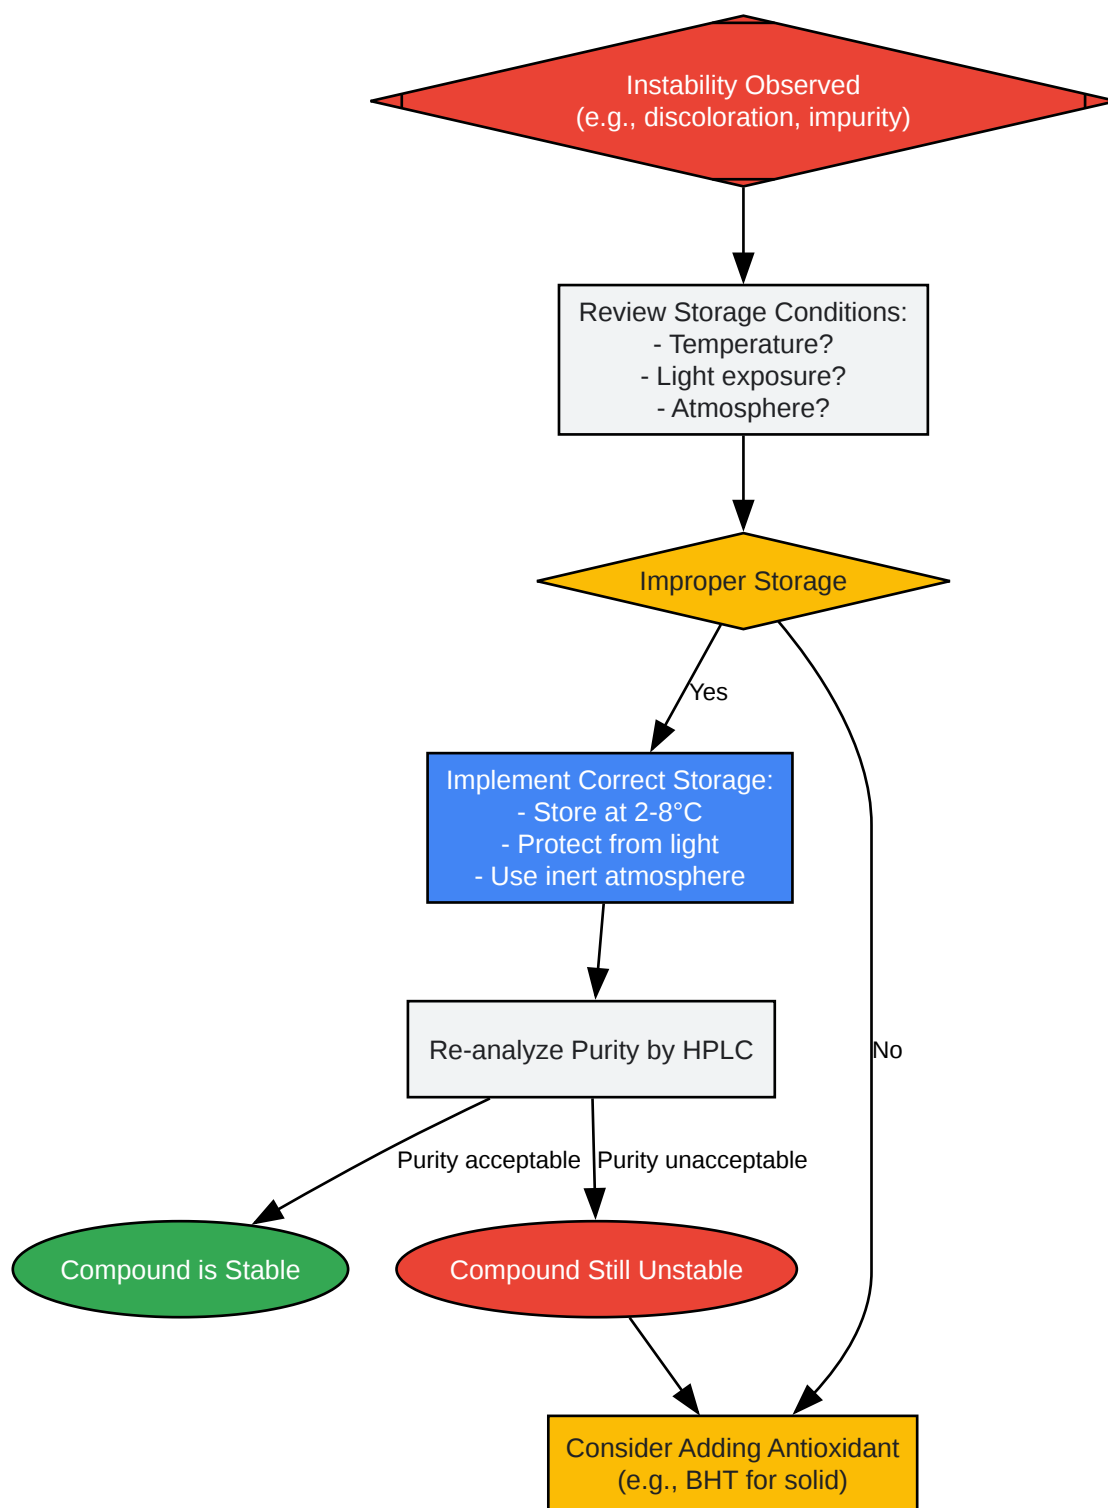 Instability Observed
(e.g., discoloration, impurity)
Review Storage Conditions:
- Temperature?
- Light exposure?
- Atmosphere?
Improper Storage
Yes
Implement Correct Storage:
- Store at 2-8°C
- Protect from light
- Use inert atmosphere
Re-analyze Purity by HPLC
No
Purity acceptable
Purity unacceptable
Compound is Stable
Compound Still Unstable
Consider Adding Antioxidant
(e.g., BHT for solid)